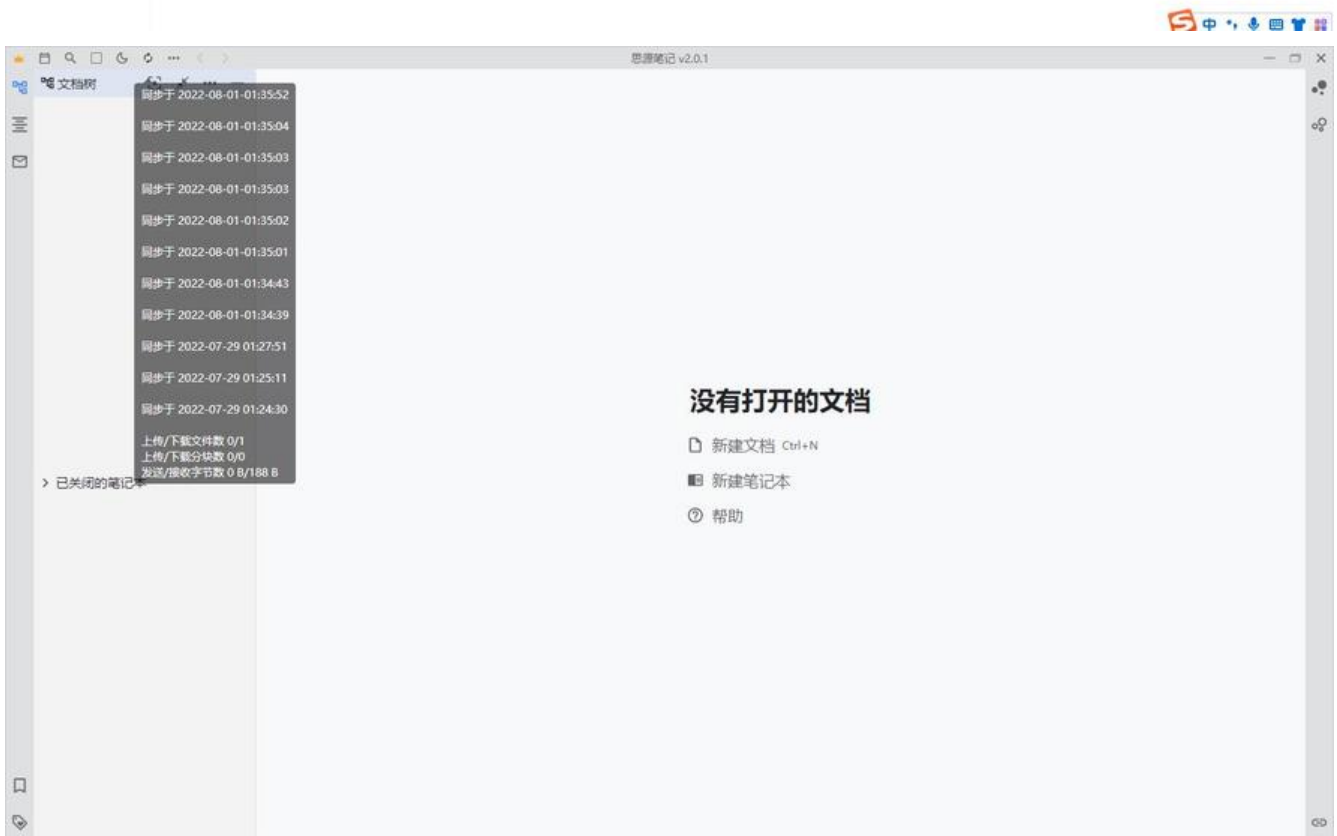 中
思源笔记 v2.0.1
文档树
同步于 2022-08-01-01:35:52
同步于 2022-08-01-01:35:04
同步于 2022-08-01-01:35:03
同步于 2022-08-01-01:35:03
同步于 2022-08-01-01:35:02
同步于 2022-08-01-01:35:01
同步于 2022-08-01-01:34:43
同步于 2022-08-01-01:34:39
同步于 2022-07-29 01:27:51
同步于 2022-07-29 01:25:11
同步于 2022-07-29 01:24:30
上传/下载文件数 0/1
上传/下载分块数 0/0
发送/接收字节数 0 B/188 B
已关闭的笔记本
没有打开的文档
新建文档 Ctrl+N
新建笔记本
帮助